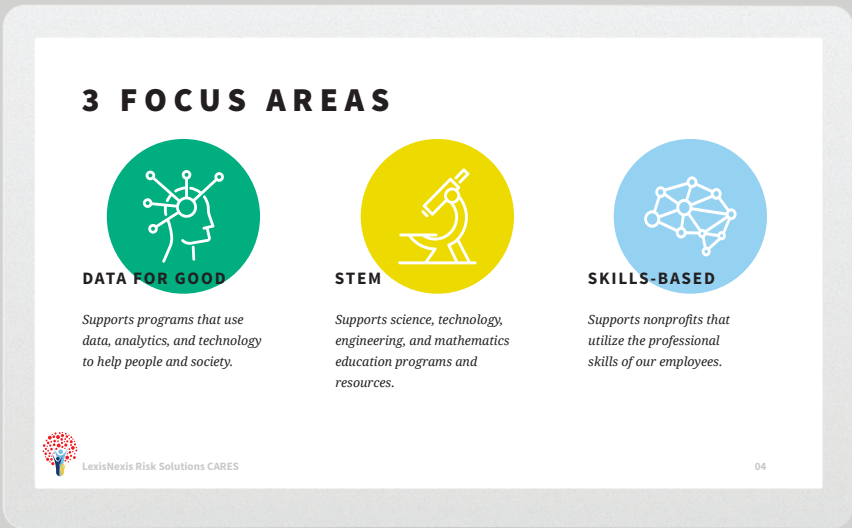 3 FOCUS AREAS
DATA FOR GOOD
Supports programs that use
data, analytics, and technology
to help people and society.
STEM
Supports science, technology,
engineering, and mathematics
education programs and
resources.
SKILLS-BASED
Supports nonprofits that
utilize the professional
skills of our employees.
LexisNexis Risk Solutions CARES
04